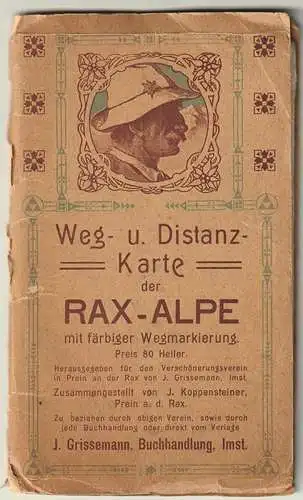 Weg- u. Distanz-
Karte
der
RAX-ALPE
mit färbiger Wegmarkierung.
Preis 80 Heller.
Herausgegeben für den Verschönerungsverein
in Prein an der Rax von J. Grissemann, Imst.
Zusammengestellt von J. Koppensteiner,
Prein a. d. Rax.
Zu beziehen durch obigen Verein, sowie durch
jede Buchhandlung oder direkt vom Verlage
J. Grissemann, Buchhandlung, Imst.